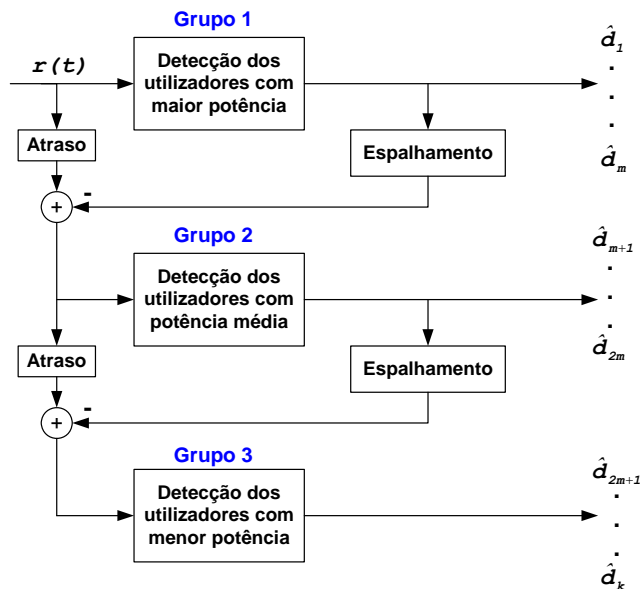 Grupo 1
r(t)
Detecção dos
utilizadores com
maior potência
d̂1
.
.
.
d̂m
Atraso
Espalhamento
+
-
Grupo 2
Detecção dos
utilizadores com
potência média
d̂m+1
.
.
.
d̂2m
Atraso
Espalhamento
+
-
Grupo 3
Detecção dos
utilizadores com
menor potência
d̂2m+1
.
.
.
d̂k